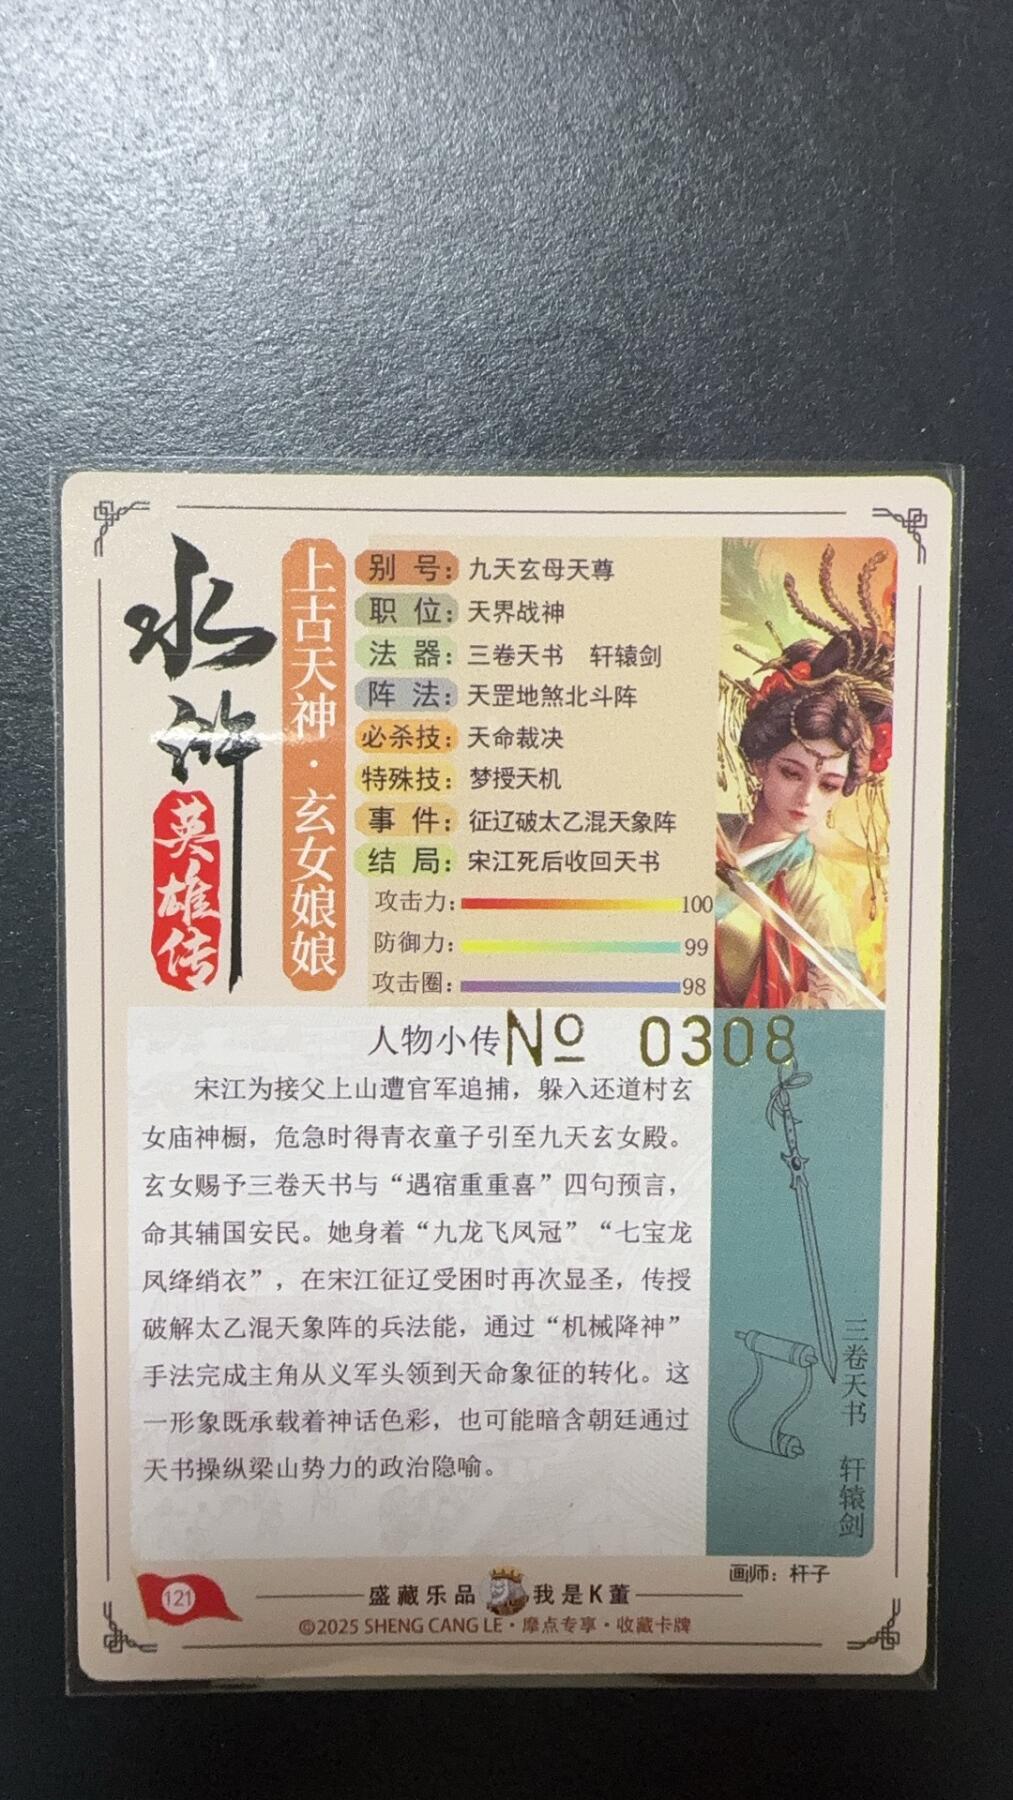 水浒
英雄传
上古天神·玄女娘娘
别号：九天玄母天尊
职位：天界战神
法器：三卷天书 轩辕剑
阵法：天罡地煞北斗阵
必杀技：天命裁决
特殊技：梦授天机
事件：征辽破太乙混天象阵
结局：宋江死后收回天书
攻击力：100
防御力：99
攻击圈：98
人物小传
№ 0308
宋江为接父上山遭官军追捕，躲入还道村玄
女庙神橱，危急时得青衣童子引至九天玄女殿。
玄女赐予三卷天书与“遇宿重重喜”四句预言，
命其辅国安民。她身着“九龙飞凤冠”“七宝龙
凤绛绡衣”，在宋江征辽受困时再次显圣，传授
破解太乙混天象阵的兵法能，通过“机械降神”
手法完成主角从义军头领到天命象征的转化。这
一形象既承载着神话色彩，也可能暗含朝廷通过
天书操纵梁山势力的政治隐喻。
三卷天书 轩辕剑
画师：杆子
121
盛藏乐品 我是K董
©2025 SHENG CANG LE·摩点专享·收藏卡牌